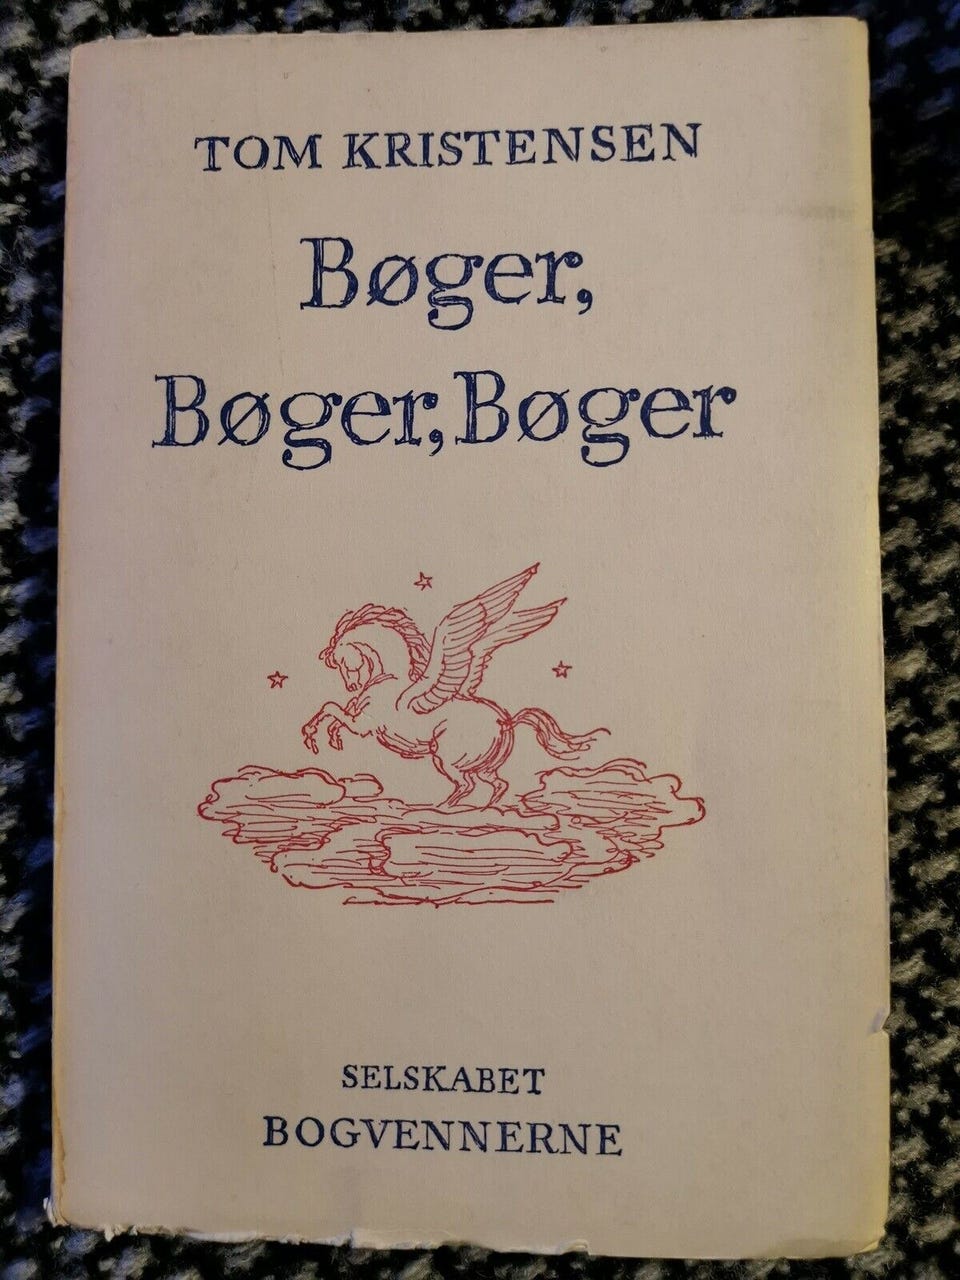 TOM KRISTENSEN
Bøger,
Bøger, Bøger
SELSKABET
BOGVENNERNE